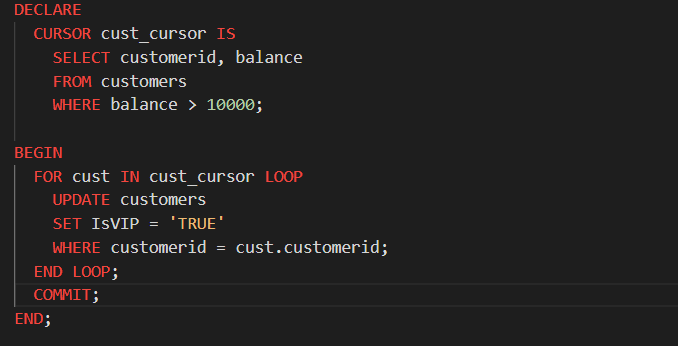 DECLARE
CURSOR cust_cursor IS
SELECT customerid, balance
FROM customers
WHERE balance > 10000;
BEGIN
FOR cust IN cust_cursor LOOP
UPDATE customers
SET IsVIP = 'TRUE'
WHERE customerid = cust.customerid;
END LOOP;
COMMIT;
END;